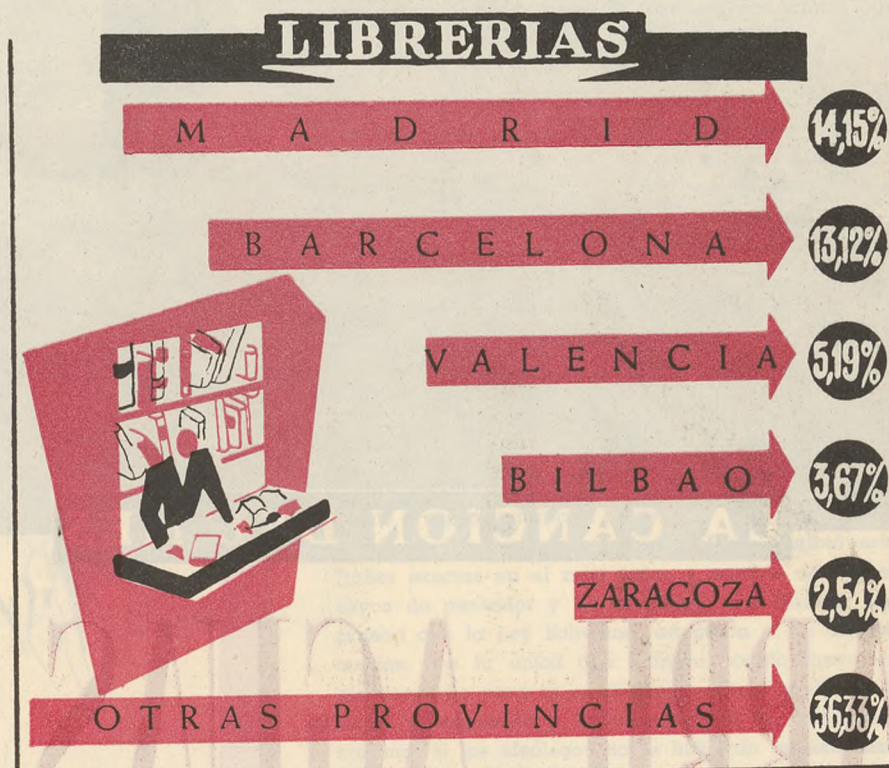 LIBRERIAS
MADRID 14,15%
BARCELONA 13,12%
VALENCIA 5,19%
BILBAO 3,67%
ZARAGOZA 2,54%
OTRAS PROVINCIAS 36,33%